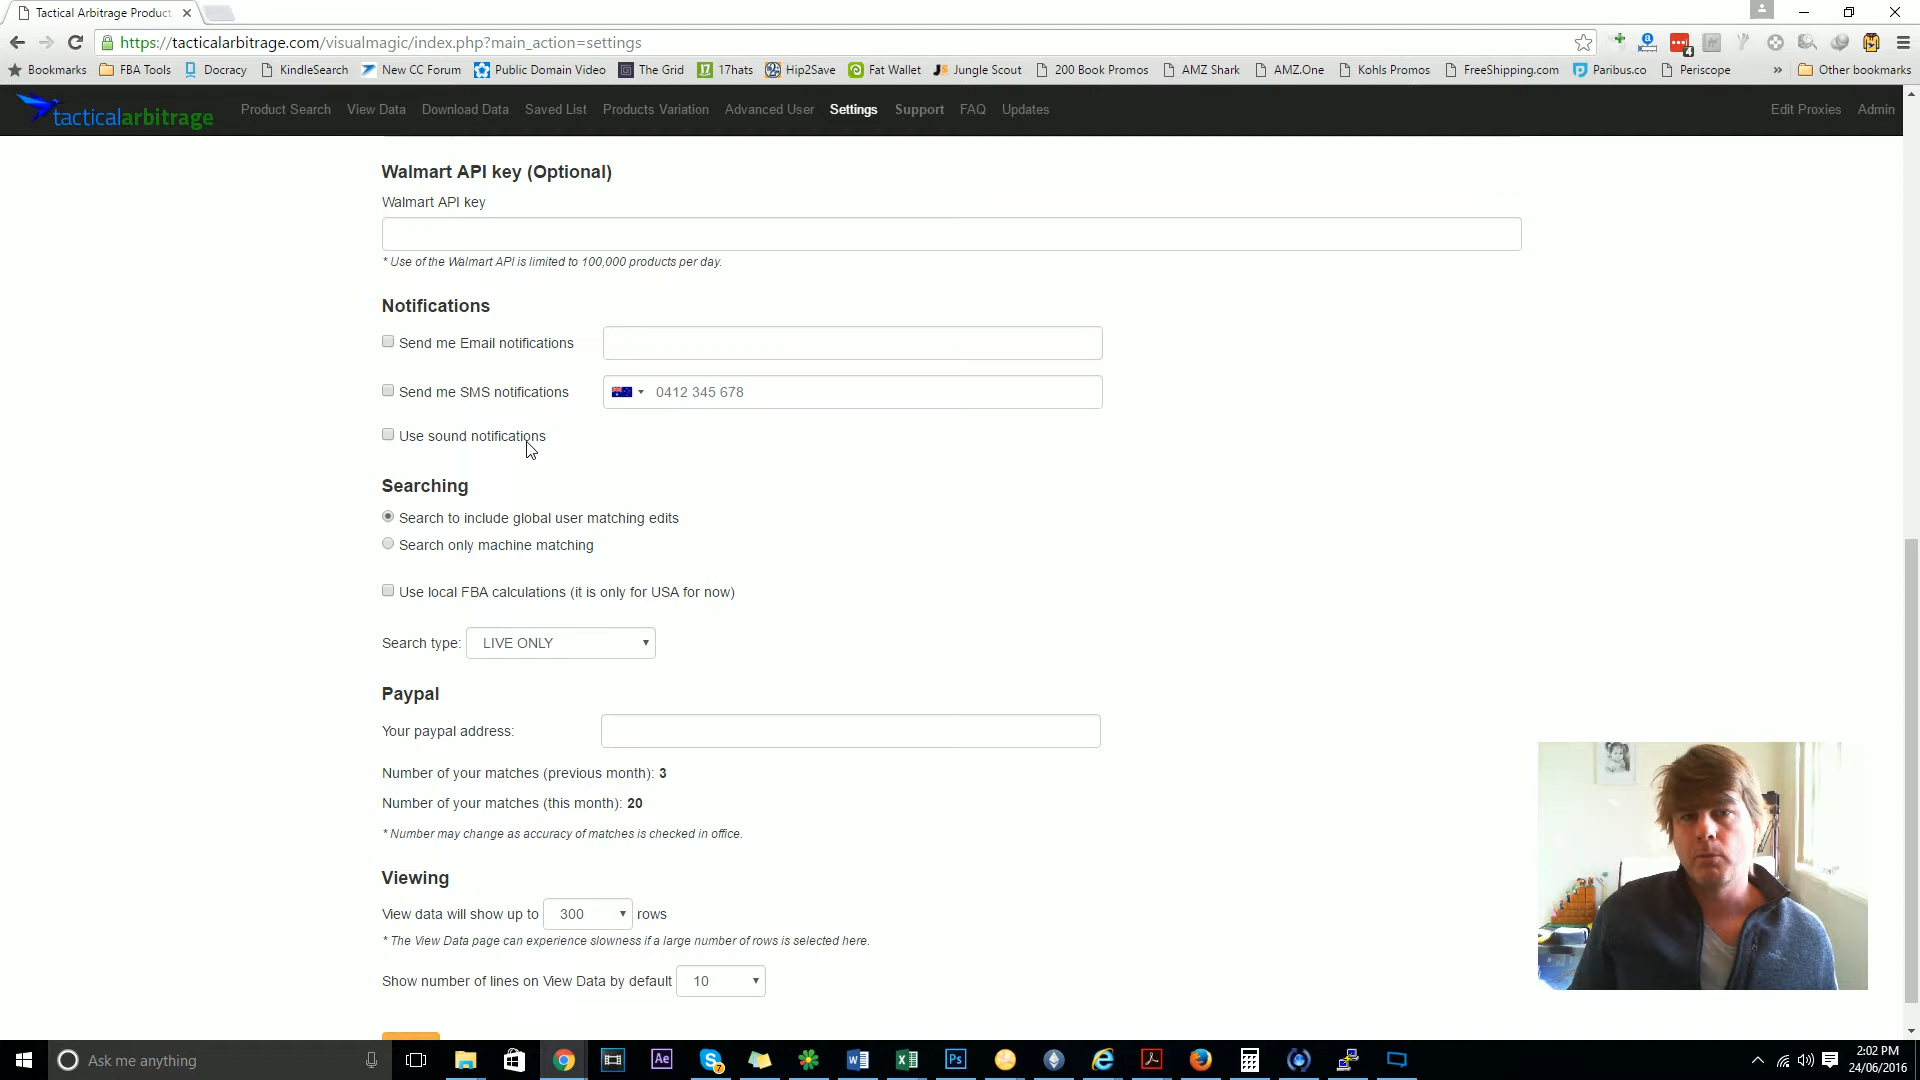 Tactical Arbitrage Product
https://tacticalarbitrage.com/visualmagic/index.php?main_action=settings
4
Bookmarks FBA Tools Docracy KindleSearch New CC Forum Public Domain Video The Grid 17hats Hip2Save Fat Wallet Jungle Scout 200 Book Promos AMZ Shark AMZ.One Kohls Promos FreeShipping.com Paribus.co Periscope » Other bookmarks
tacticalarbitrage Product Search View Data Download Data Saved List Products Variation Advanced User Settings Support FAQ Updates Edit Proxies Admin
Walmart API key (Optional)
Walmart API key
* Use of the Walmart API is limited to 100,000 products per day.
Notifications
Send me Email notifications
Send me SMS notifications 0412 345 678
Use sound notifications
Searching
Search to include global user matching edits
Search only machine matching
Use local FBA calculations (it is only for USA for now)
Search type: LIVE ONLY
Paypal
Your paypal address:
Number of your matches (previous month): 3
Number of your matches (this month): 20
* Number may change as accuracy of matches is checked in office.
Viewing
View data will show up to 300 rows
* The View Data page can experience slowness if a large number of rows is selected here.
Show number of lines on View Data by default 10
Ask me anything
2:02 PM
24/06/2016